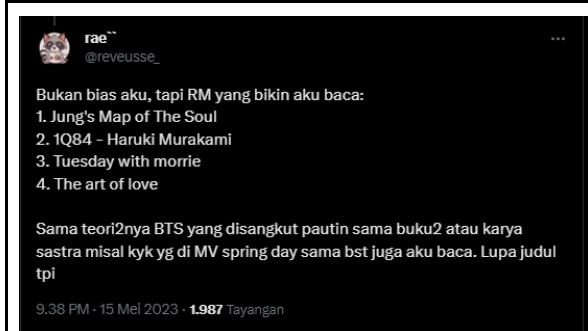 rae``
@reveusse_
Bukan bias aku, tapi RM yang bikin aku baca:
1. Jung's Map of The Soul
2. 1Q84 - Haruki Murakami
3. Tuesday with morrie
4. The art of love
Sama teori2nya BTS yang disangkut pautin sama buku2 atau karya
sastra misal kyk yg di MV spring day sama bst juga aku baca. Lupa judul
tpi
9.38 PM · 15 Mei 2023 · 1.987 Tayangan